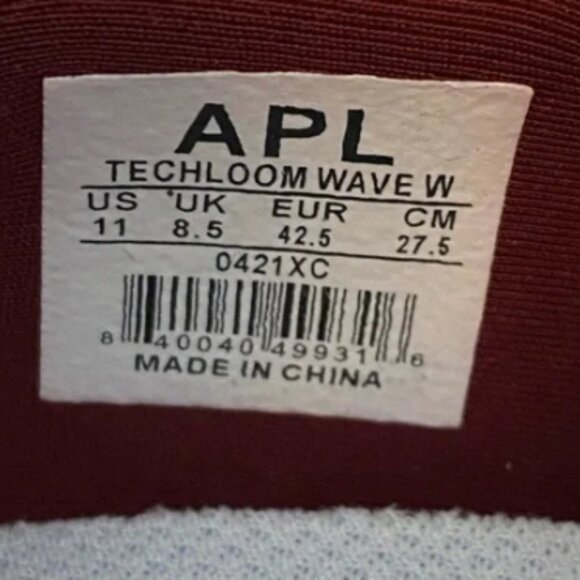 APL
TECHLOOM WAVE W
US UK EUR CM
11 8.5 42.5 27.5
0421XC
8 40040 49931 6
MADE IN CHINA